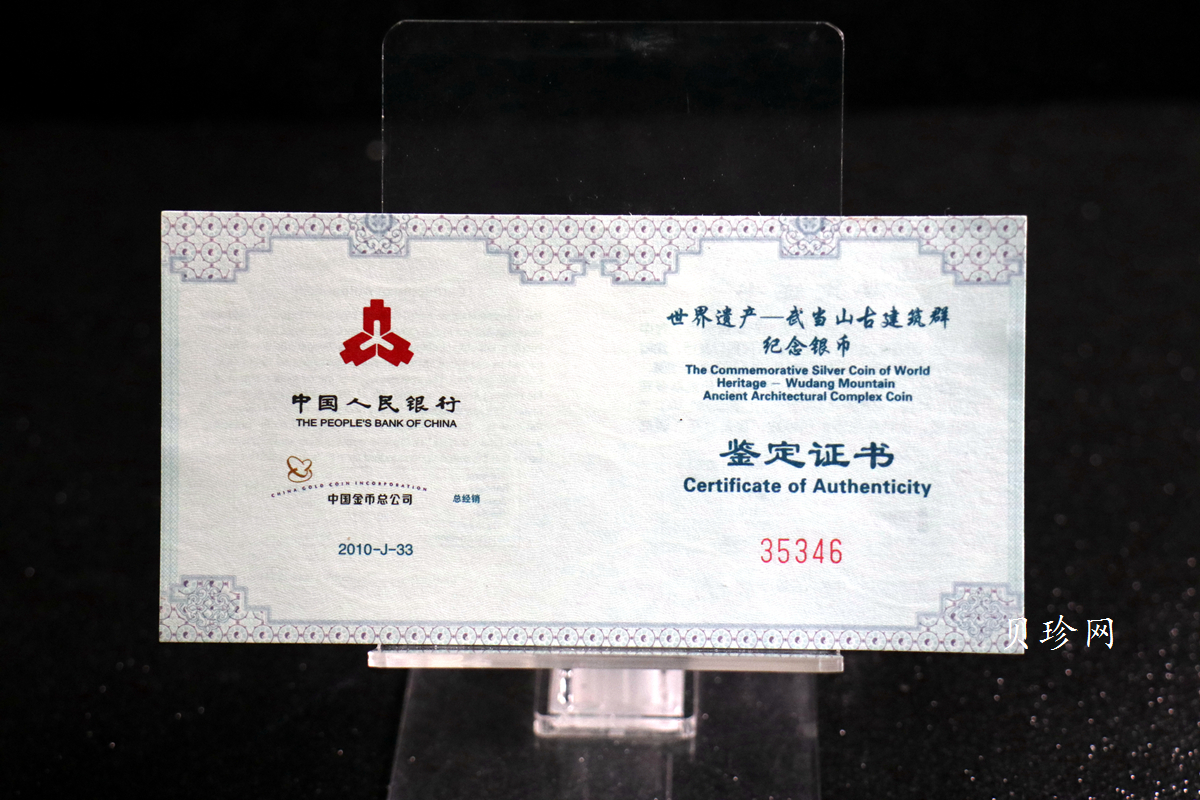 中国人民银行
THE PEOPLE'S BANK OF CHINA
CHINA GOLD COIN INCORPORATION
中国金币总公司 总经销
2010-J-33
世界遗产—武当山古建筑群
纪念银币
The Commemorative Silver Coin of World
Heritage — Wudang Mountain
Ancient Architectural Complex Coin
鉴定证书
Certificate of Authenticity
35346
贝珍网